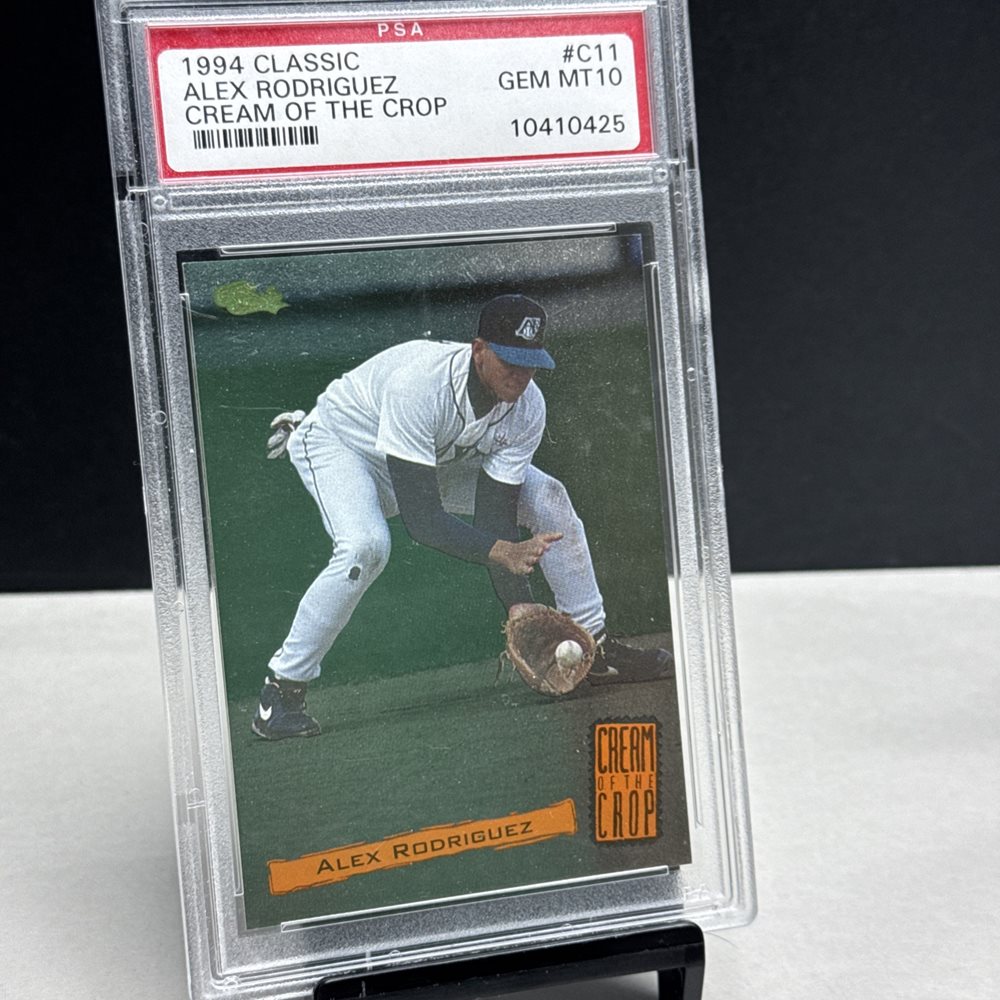 PSA
1994 CLASSIC #C11
ALEX RODRIGUEZ GEM MT10
CREAM OF THE CROP
10410425
CREAM
OF THE
CROP
ALEX RODRIGUEZ